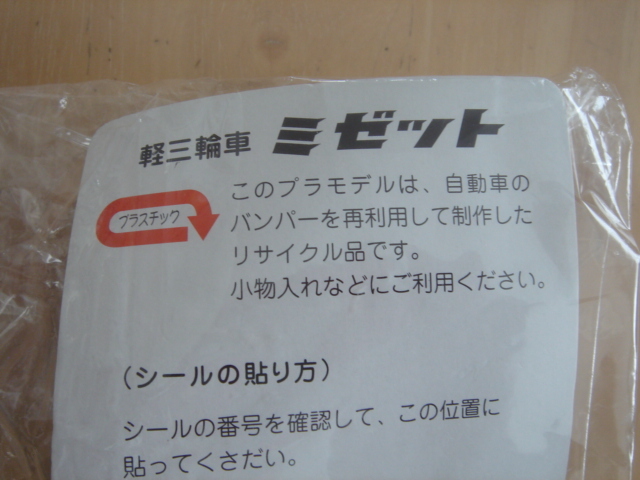 軽三輪車 ミゼット
プラスチック
このプラモデルは、自動車の
バンパーを再利用して制作した
リサイクル品です。
小物入れなどにご利用ください。
（シールの貼り方）
シールの番号を確認して、この位置に
貼ってくさだい。